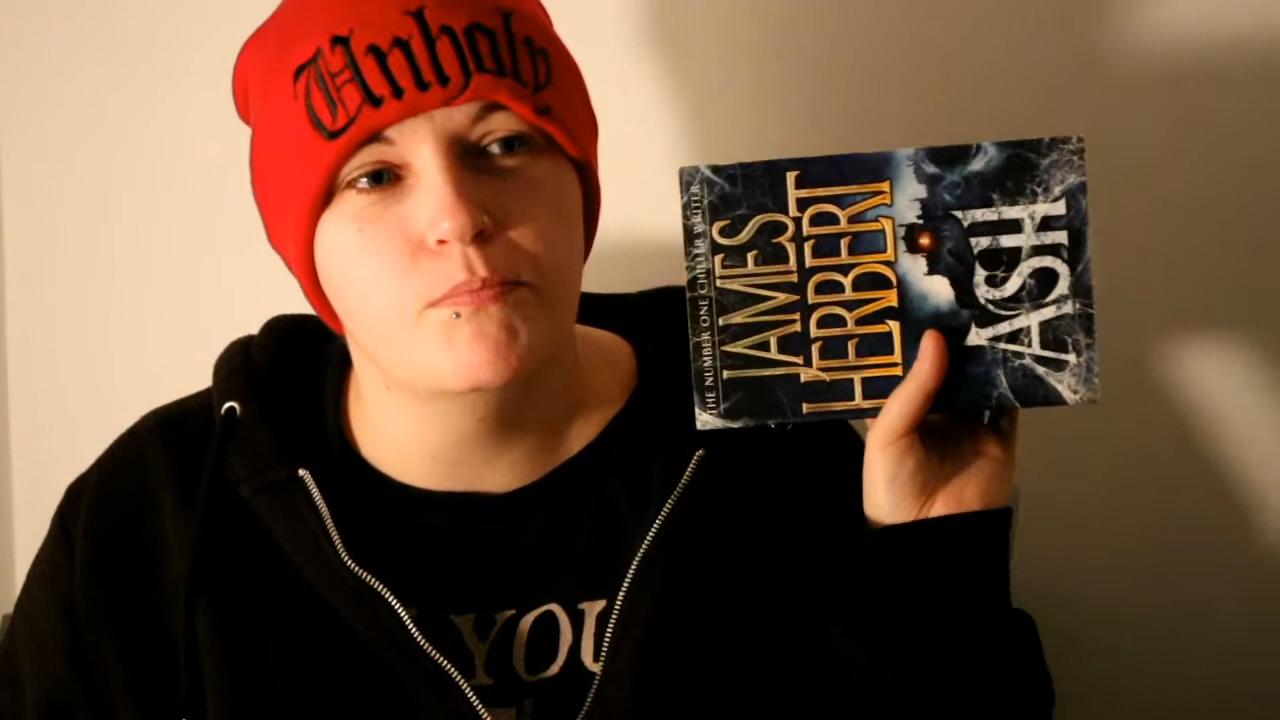 Unholy
THE NUMBER ONE CHILLER WRITER
JAMES
HERBERT
ASH
YOU